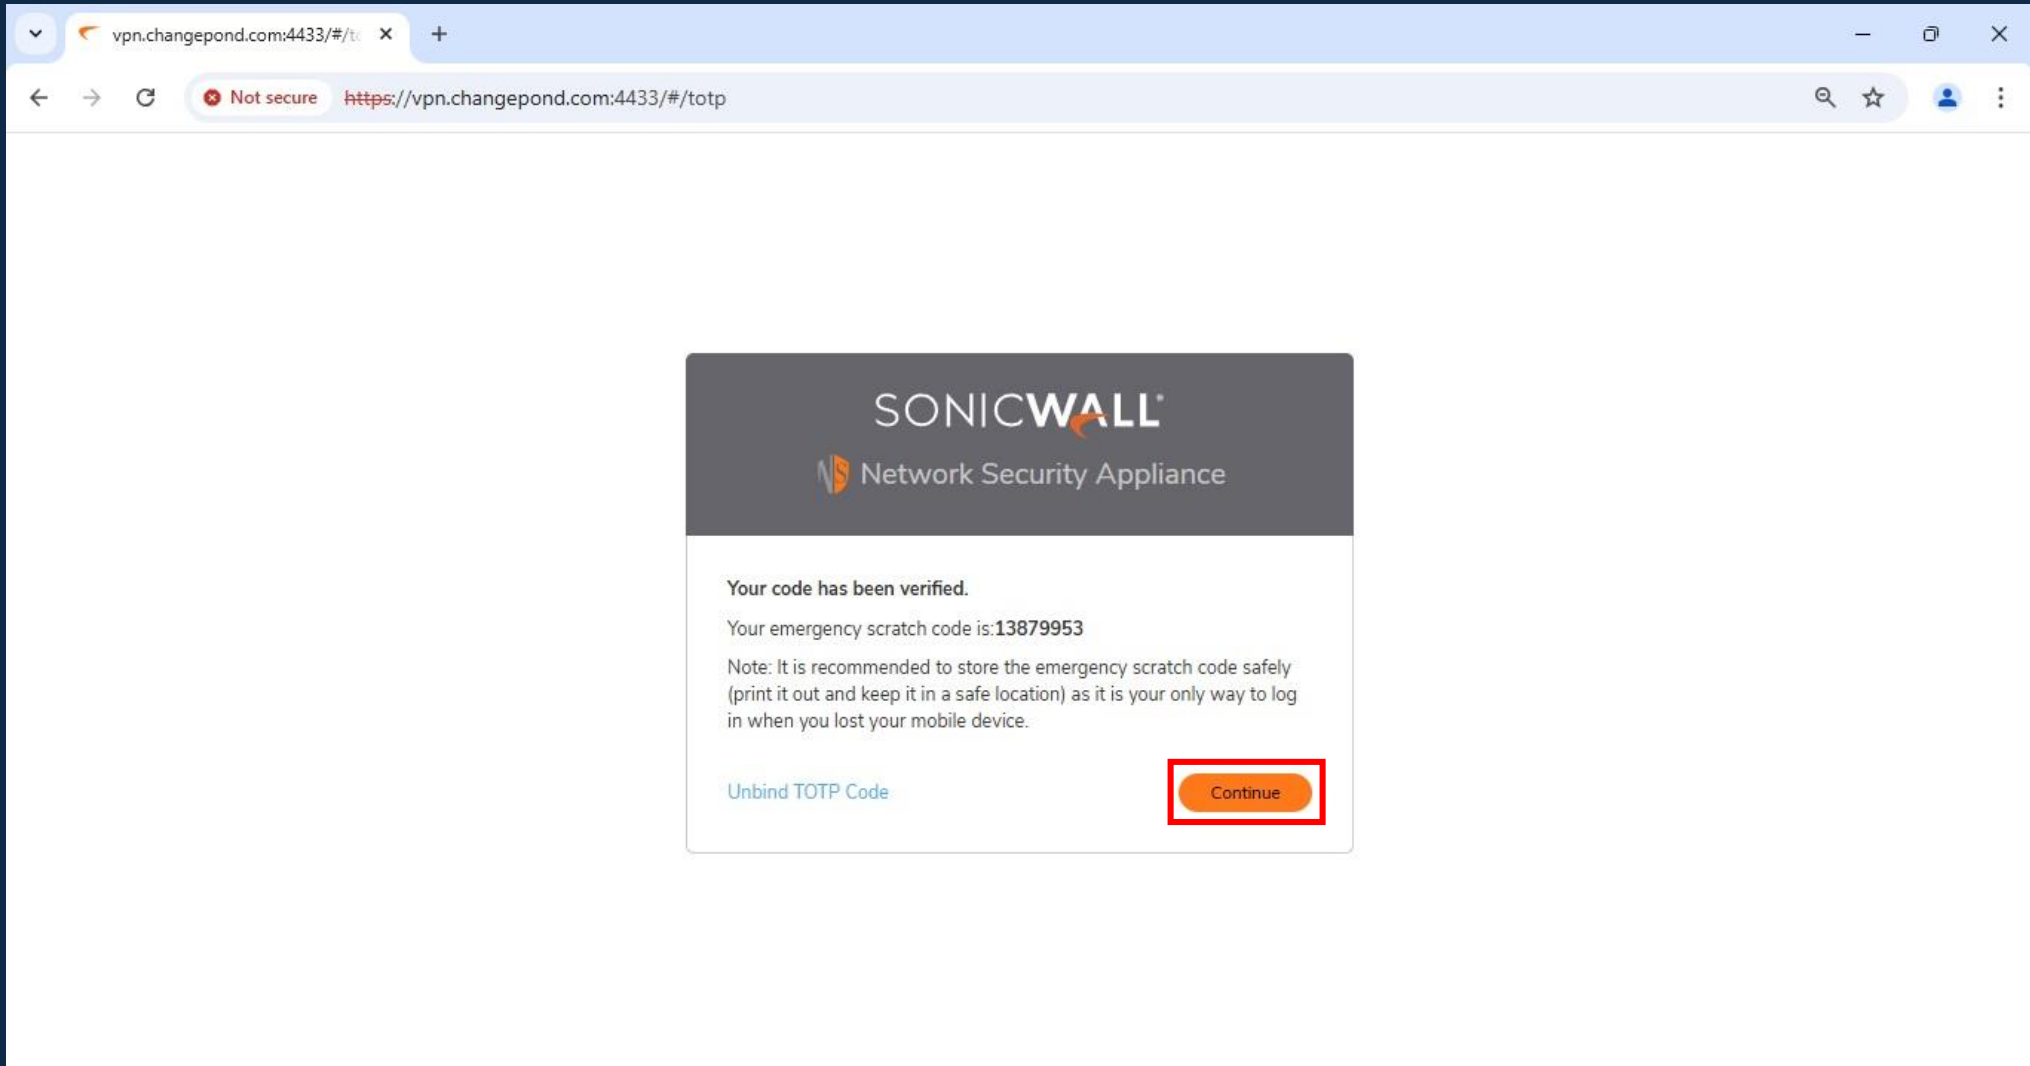 vpn.changepond.com:4433/#/t
Not secure https://vpn.changepond.com:4433/#/totp
SONICWALL
NS Network Security Appliance
Your code has been verified.
Your emergency scratch code is:13879953
Note: It is recommended to store the emergency scratch code safely
(print it out and keep it in a safe location) as it is your only way to log
in when you lost your mobile device.
Unbind TOTP Code
Continue